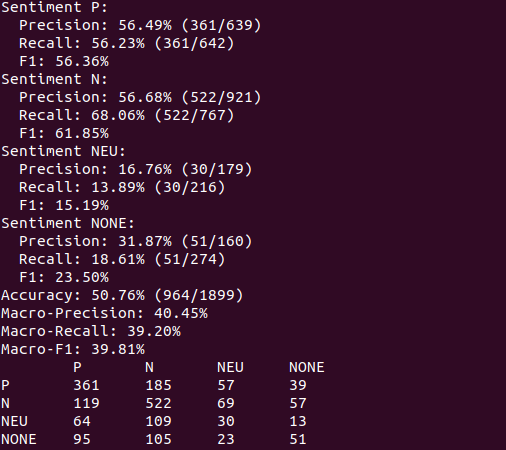 Sentiment P:
  Precision: 56.49% (361/639)
  Recall: 56.23% (361/642)
  F1: 56.36%
Sentiment N:
  Precision: 56.68% (522/921)
  Recall: 68.06% (522/767)
  F1: 61.85%
Sentiment NEU:
  Precision: 16.76% (30/179)
  Recall: 13.89% (30/216)
  F1: 15.19%
Sentiment NONE:
  Precision: 31.87% (51/160)
  Recall: 18.61% (51/274)
  F1: 23.50%
Accuracy: 50.76% (964/1899)
Macro-Precision: 40.45%
Macro-Recall: 39.20%
Macro-F1: 39.81%
        P       N       NEU     NONE
P       361     185     57      39
N       119     522     69      57
NEU     64      109     30      13
NONE    95      105     23      51